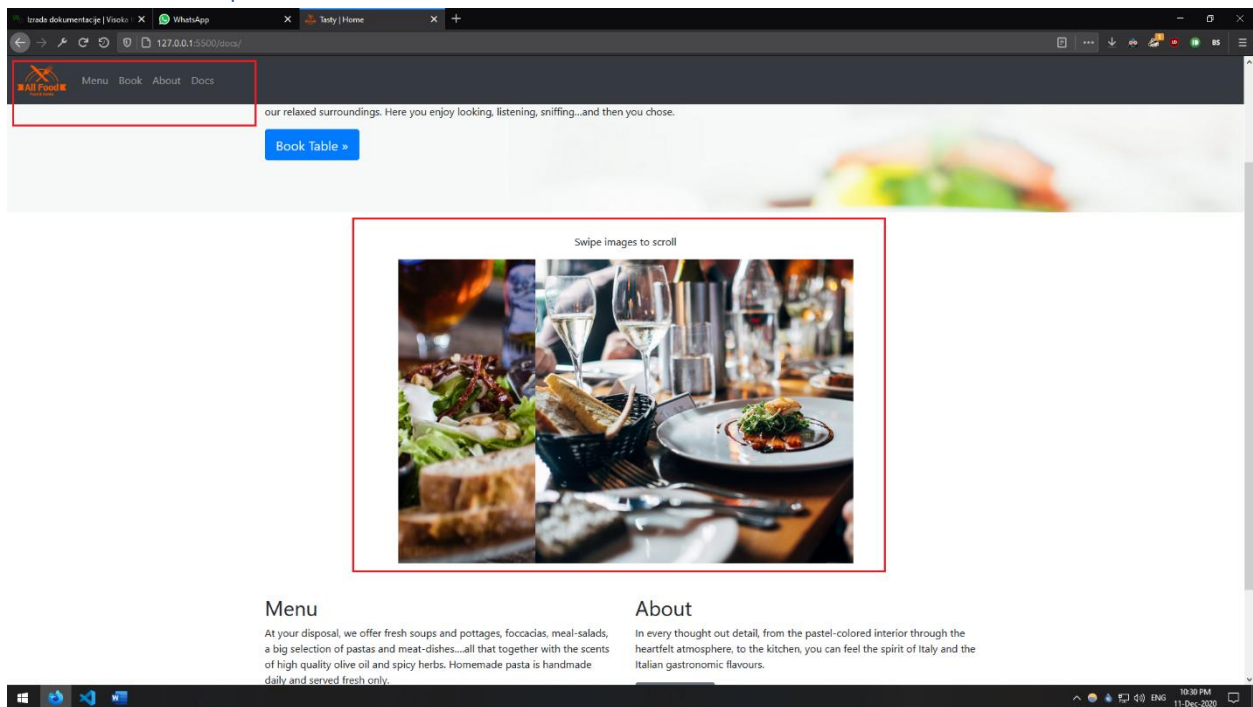 Izrada dokumentacije | Visoka
WhatsApp
Tasty | Home
127.0.0.1:5500/docs/
BS
All Food
Menu Book About Docs
our relaxed surroundings. Here you enjoy looking, listening, sniffing...and then you chose.
Book Table »
Swipe images to scroll
Menu
At your disposal, we offer fresh soups and pottages, foccacias, meal-salads,
a big selection of pastas and meat-dishes....all that together with the scents
of high quality olive oil and spicy herbs. Homemade pasta is handmade
daily and served fresh only.
About
In every thought out detail, from the pastel-colored interior through the
heartfelt atmosphere, to the kitchen, you can feel the spirit of Italy and the
Italian gastronomic flavours.
ENG
10:30 PM
11-Dec-2020